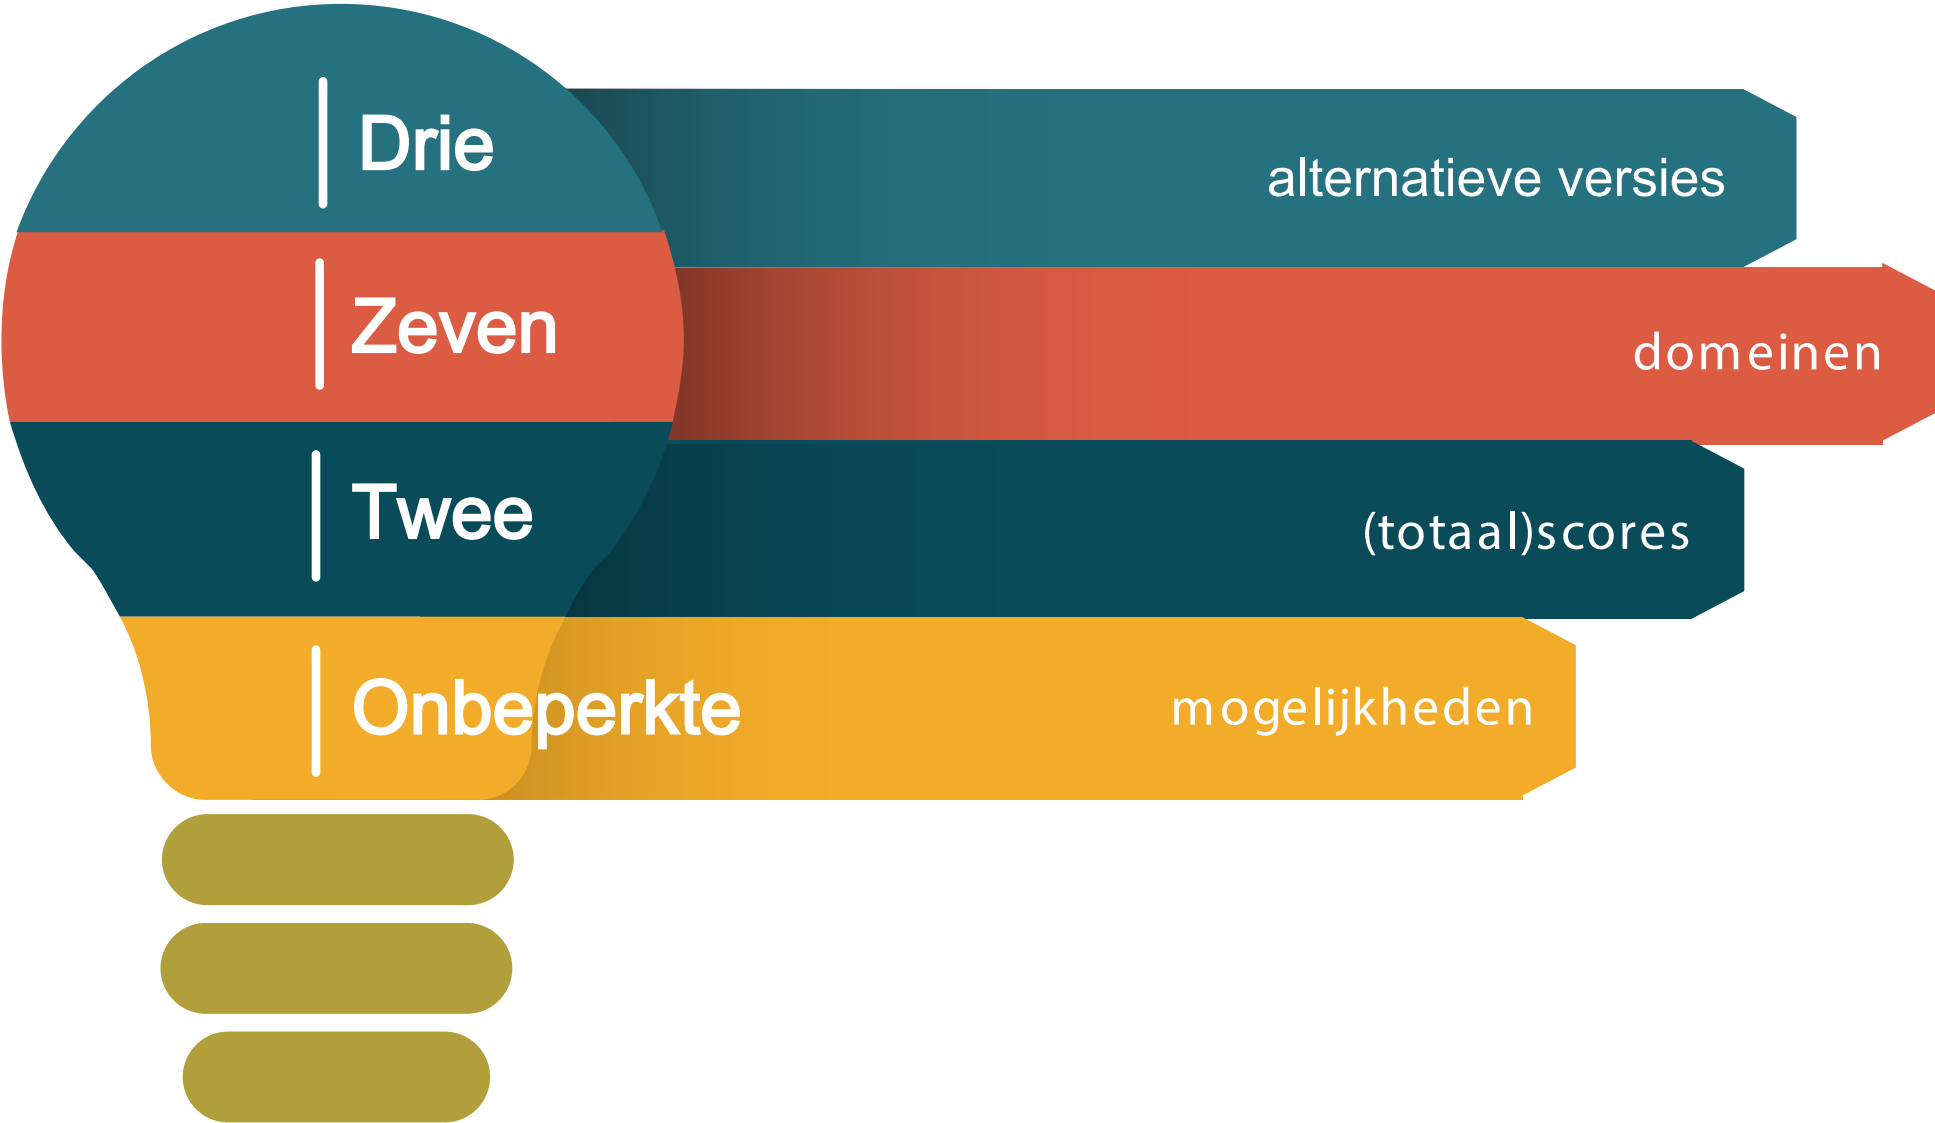 Drie
alternatieve versies
Zeven
domeinen
Twee
(totaal)scores
Onbeperkte
mogelijkheden